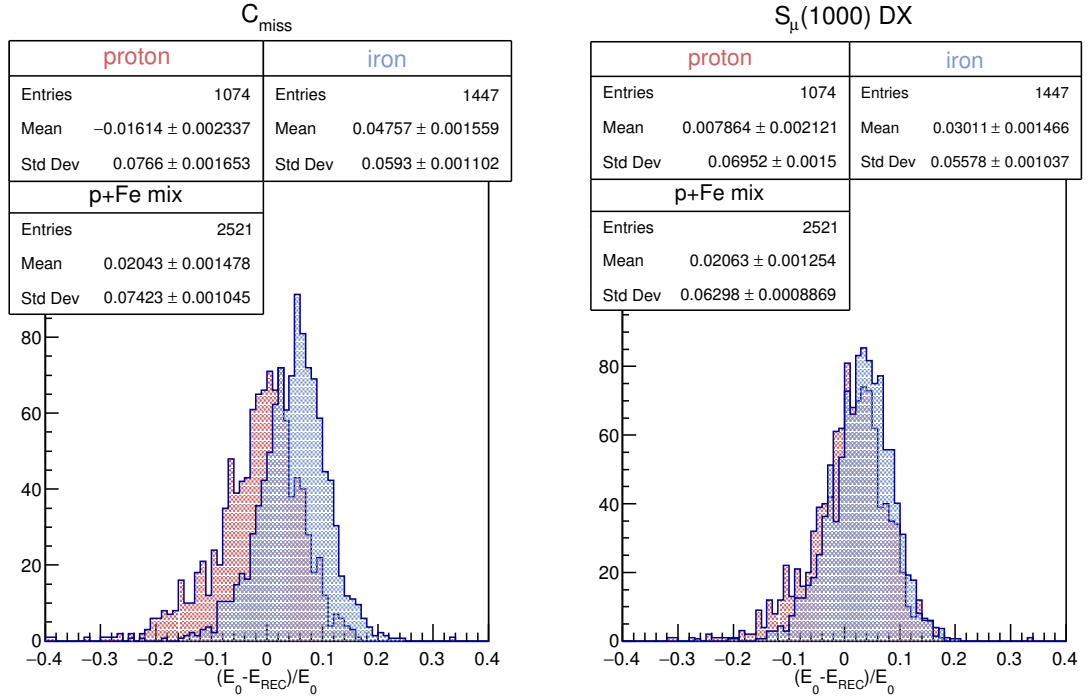 C_miss
proton iron
Entries 1074 Entries 1447
Mean −0.01614 ± 0.002337 Mean 0.04757 ± 0.001559
Std Dev 0.0766 ± 0.001653 Std Dev 0.0593 ± 0.001102
p+Fe mix
Entries 2521
Mean 0.02043 ± 0.001478
Std Dev 0.07423 ± 0.001045
80
60
40
20
0
−0.4 −0.3 −0.2 −0.1 0 0.1 0.2 0.3 0.4
(E_0-E_REC)/E_0
S_μ(1000) DX
proton iron
Entries 1074 Entries 1447
Mean 0.007864 ± 0.002121 Mean 0.03011 ± 0.001466
Std Dev 0.06952 ± 0.0015 Std Dev 0.05578 ± 0.001037
p+Fe mix
Entries 2521
Mean 0.02063 ± 0.001254
Std Dev 0.06298 ± 0.0008869
80
60
40
20
0
−0.4 −0.3 −0.2 −0.1 0 0.1 0.2 0.3 0.4
(E_0-E_REC)/E_0